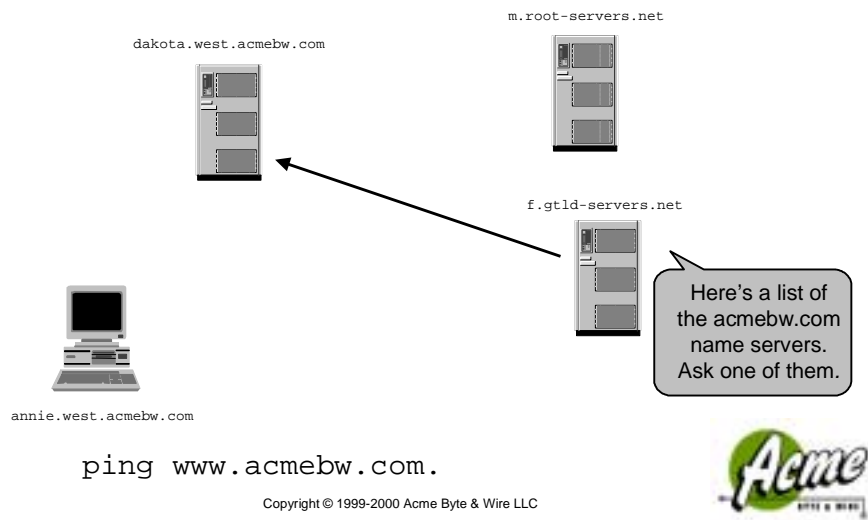 m.root-servers.net
dakota.west.acmebw.com
f.gtld-servers.net
Here's a list of
the acmebw.com
name servers.
Ask one of them.
annie.west.acmebw.com
ping www.acmebw.com.
Copyright © 1999-2000 Acme Byte & Wire LLC
Acme
BYTE & WIRE